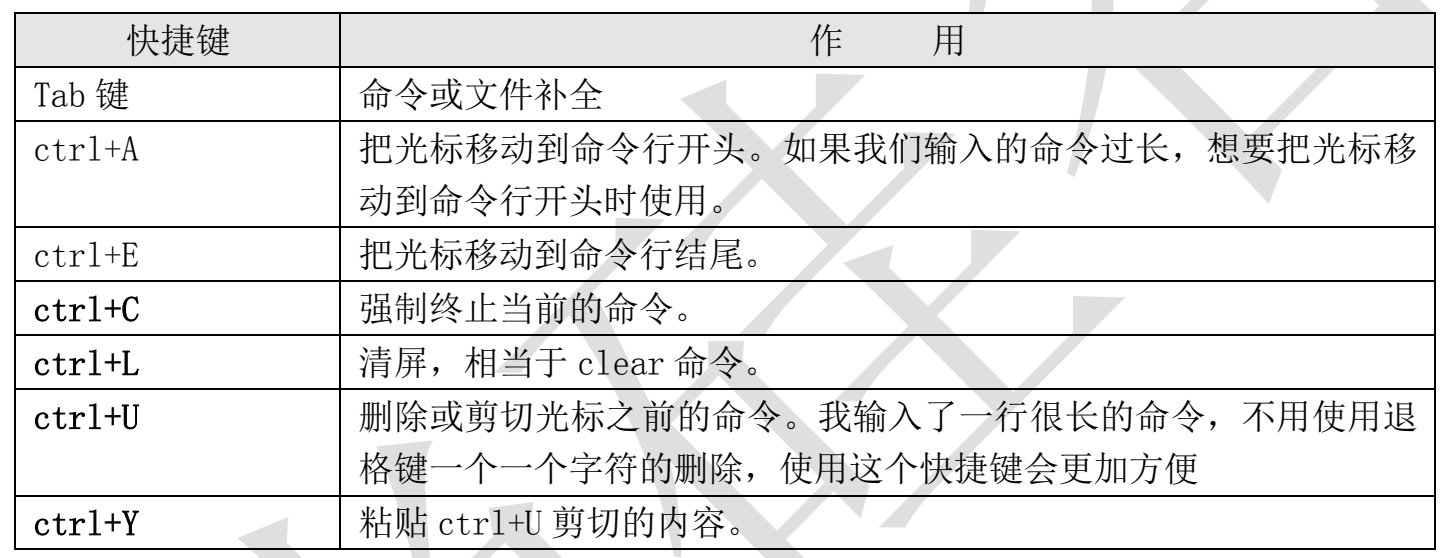 快捷键 作 用
Tab 键 命令或文件补全
ctrl+A 把光标移动到命令行开头。如果我们输入的命令过长，想要把光标移
动到命令行开头时使用。
ctrl+E 把光标移动到命令行结尾。
ctrl+C 强制终止当前的命令。
ctrl+L 清屏，相当于 clear 命令。
ctrl+U 删除或剪切光标之前的命令。我输入了一行很长的命令，不用使用退
格键一个一个字符的删除，使用这个快捷键会更加方便
ctrl+Y 粘贴 ctrl+U 剪切的内容。